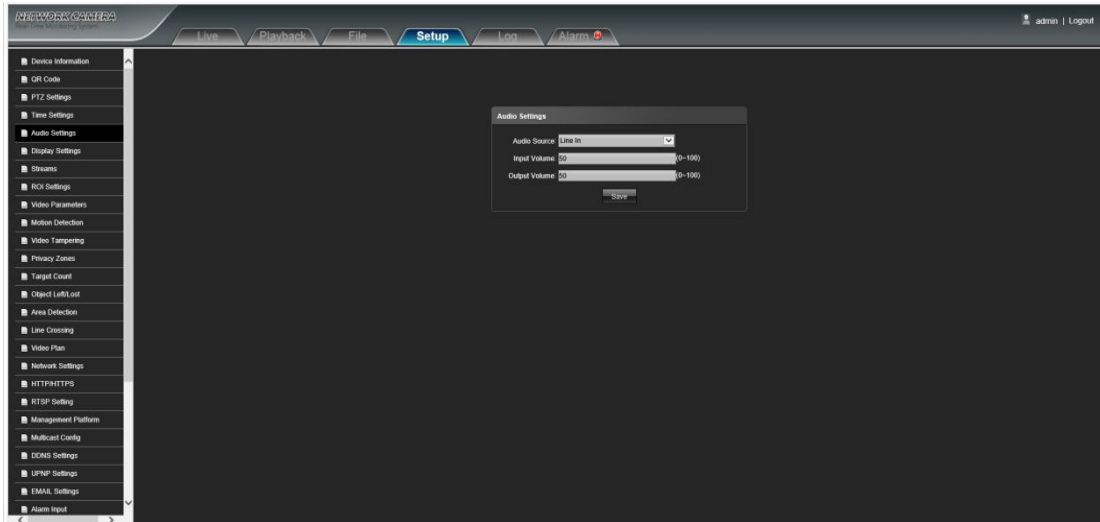 NETWORK CAMERA
Real Time Monitoring System
admin | Logout
Live Playback File Setup Log Alarm
Device Information
QR Code
PTZ Settings
Time Settings
Audio Settings
Display Settings
Streams
ROI Settings
Video Parameters
Motion Detection
Video Tampering
Privacy Zones
Target Count
Object Left/Lost
Area Detection
Line Crossing
Video Plan
Network Settings
HTTP/HTTPS
RTSP Setting
Management Platform
Multicast Config
DDNS Settings
UPNP Settings
EMAIL Settings
Alarm Input
Audio Settings
Audio Source: Line In
Input Volume: 50 (0~100)
Output Volume: 50 (0~100)
Save